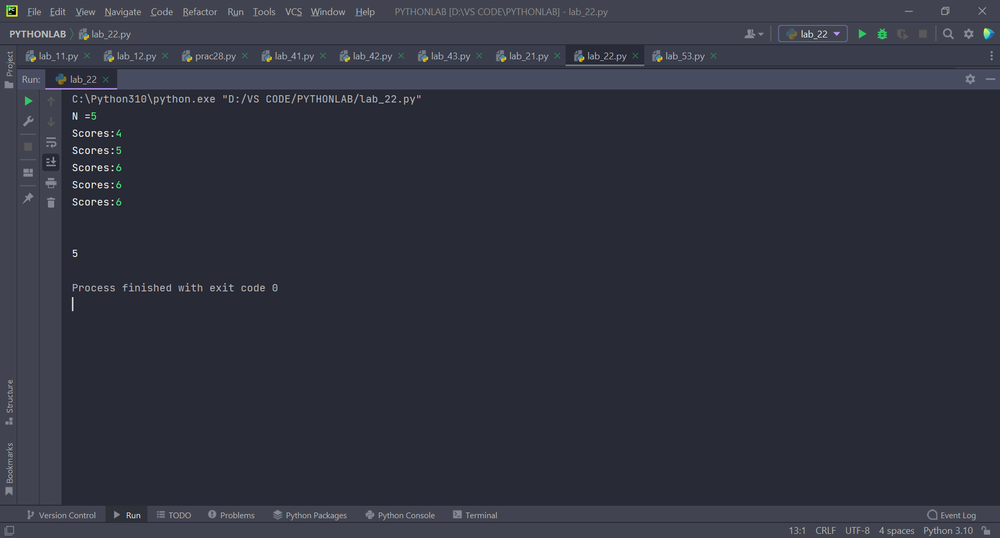 PC File Edit View Navigate Code Refactor Run Tools VCS Window Help PYTHONLAB [D:\VS CODE\PYTHONLAB] - lab_22.py
PYTHONLAB lab_22.py lab_22
lab_11.py lab_12.py prac28.py lab_41.py lab_42.py lab_43.py lab_21.py lab_22.py lab_53.py
Project
Run: lab_22
C:\Python310\python.exe "D:/VS CODE/PYTHONLAB/lab_22.py"
N =5
Scores:4
Scores:5
Scores:6
Scores:6
Scores:6
5
Process finished with exit code 0
Structure
Bookmarks
Version Control Run TODO Problems Python Packages Python Console Terminal Event Log
13:1 CRLF UTF-8 4 spaces Python 3.10